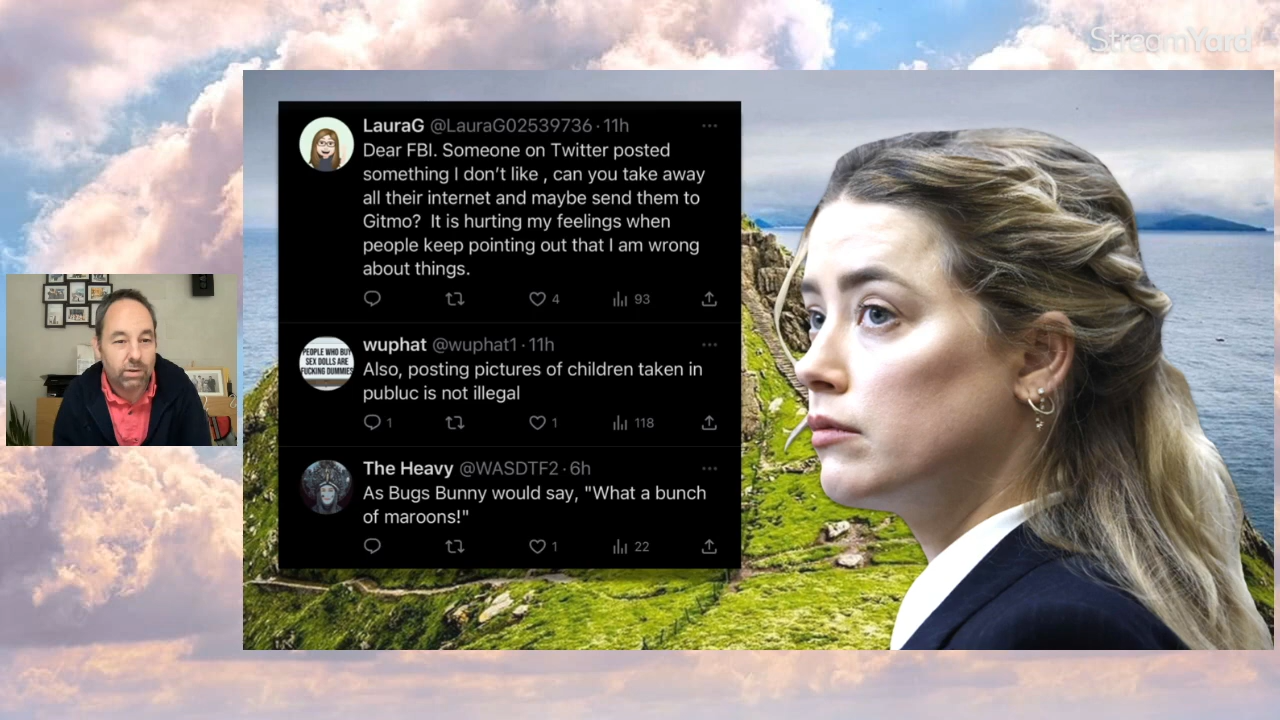 StreamYard
LauraG @LauraG02539736 · 11h
Dear FBI. Someone on Twitter posted
something I don't like , can you take away
all their internet and maybe send them to
Gitmo?  It is hurting my feelings when
people keep pointing out that I am wrong
about things.
4 93
wuphat @wuphat1 · 11h
PEOPLE WHO BUY
SEX DOLLS ARE
FUCKING DUMMIES
Also, posting pictures of children taken in
publuc is not illegal
1 1 118
The Heavy @WASDTF2 · 6h
As Bugs Bunny would say, "What a bunch
of maroons!"
1 22